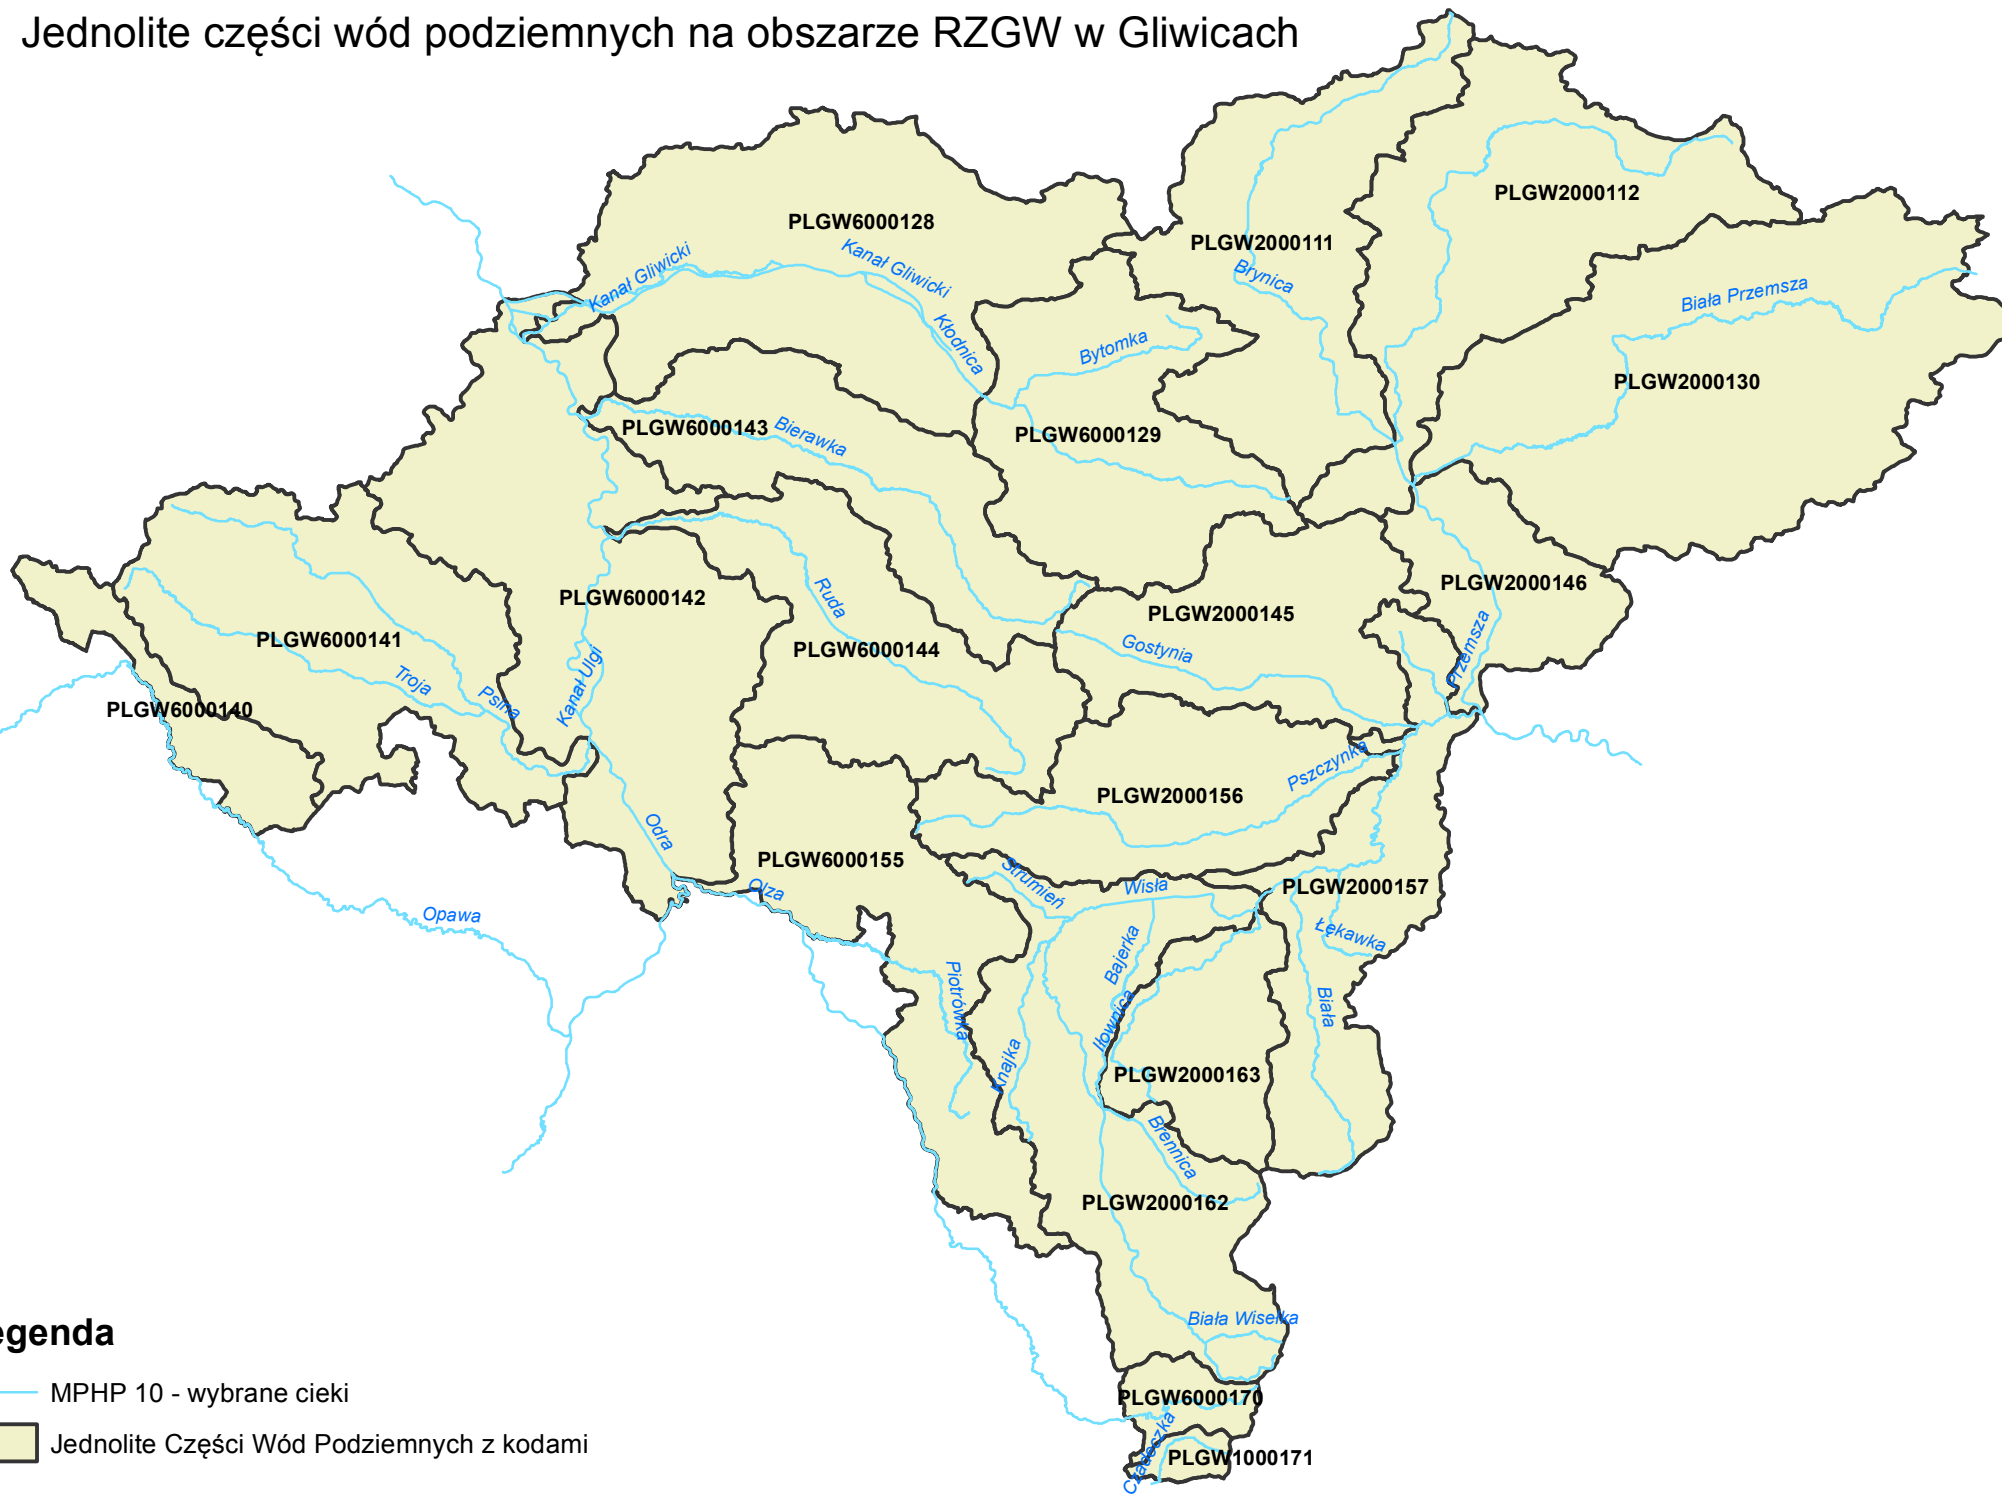 Jednolite części wód podziemnych na obszarze RZGW w Gliwicach
PLGW2000112
PLGW6000128
PLGW2000111
Kanał Gliwicki
Kanał Gliwicki
Brynica
Biała Przemsza
Kłodnica
Bytomka
PLGW2000130
PLGW6000143
Bierawka
PLGW6000129
PLGW2000146
PLGW6000142
Ruda
PLGW2000145
PLGW6000141
PLGW6000144
Gostynia
Przemsza
Troja
Psina
Kanał Ulgi
PLGW6000140
Pszczynka
PLGW2000156
Odra
PLGW6000155
Strumień
Olza
Wisła
PLGW2000157
Opawa
Łękawka
Bajerka
Piotrówka
Iłownica
Biała
Knajka
PLGW2000163
Brennica
PLGW2000162
Biała Wisełka
egenda
MPHP 10 - wybrane cieki
PLGW6000170
Jednolite Części Wód Podziemnych z kodami
Czadeczka
PLGW1000171